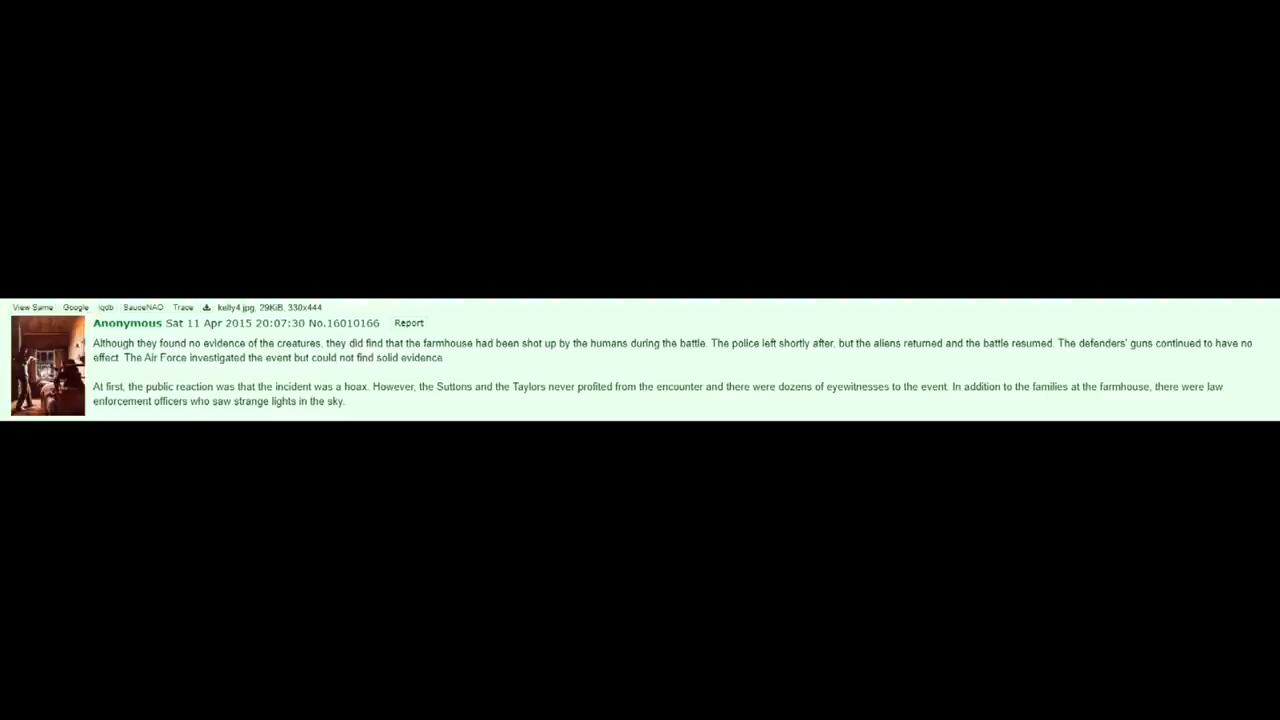 View Same Google iqdb SauceNAO Trace kelly4.jpg, 29KiB, 330x444
Anonymous Sat 11 Apr 2015 20:07:30 No.16010166 Report
Although they found no evidence of the creatures, they did find that the farmhouse had been shot up by the humans during the battle. The police left shortly after, but the aliens returned and the battle resumed. The defenders' guns continued to have no
effect. The Air Force investigated the event but could not find solid evidence
At first, the public reaction was that the incident was a hoax. However, the Suttons and the Taylors never profited from the encounter and there were dozens of eyewitnesses to the event. In addition to the families at the farmhouse, there were law
enforcement officers who saw strange lights in the sky.